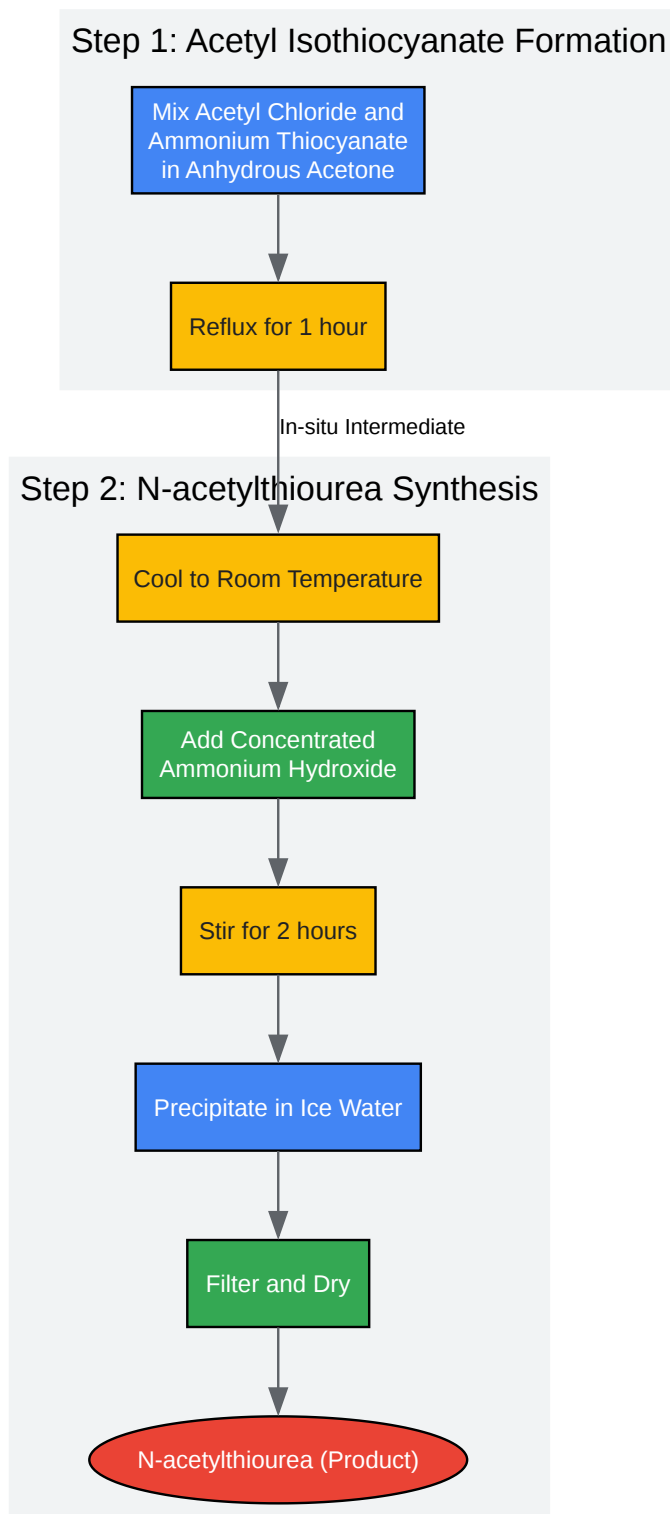 Step 1: Acetyl Isothiocyanate Formation
Mix Acetyl Chloride and
Ammonium Thiocyanate
in Anhydrous Acetone
Reflux for 1 hour
In-situ Intermediate
Step 2: N-acetylthiourea Synthesis
Cool to Room Temperature
Add Concentrated
Ammonium Hydroxide
Stir for 2 hours
Precipitate in Ice Water
Filter and Dry
N-acetylthiourea (Product)